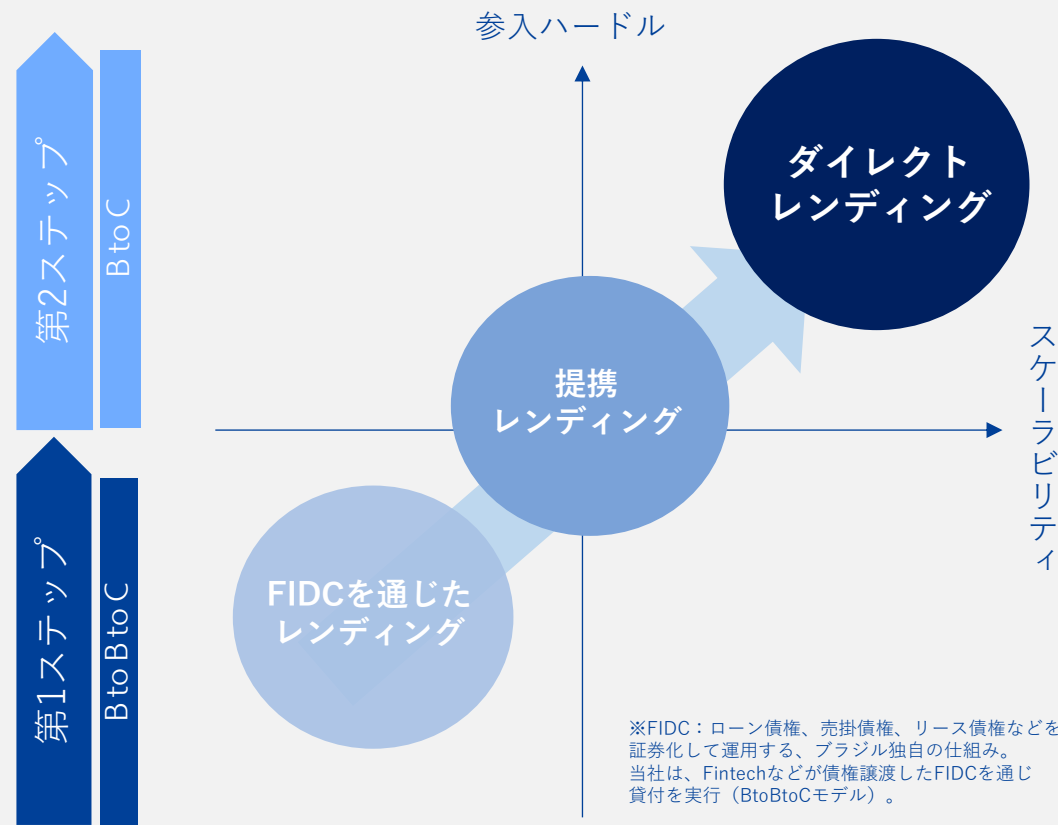 参入ハードル
ダイレクト
レンディング
第2ステップ
BtoC
スケーラビリティ
提携
レンディング
FIDCを通じた
レンディング
第1ステップ
BtoBtoC
※FIDC：ローン債権、売掛債権、リース債権などを
証券化して運用する、ブラジル独自の仕組み。
当社は、Fintechなどが債権譲渡したFIDCを通じ
貸付を実行（BtoBtoCモデル）。